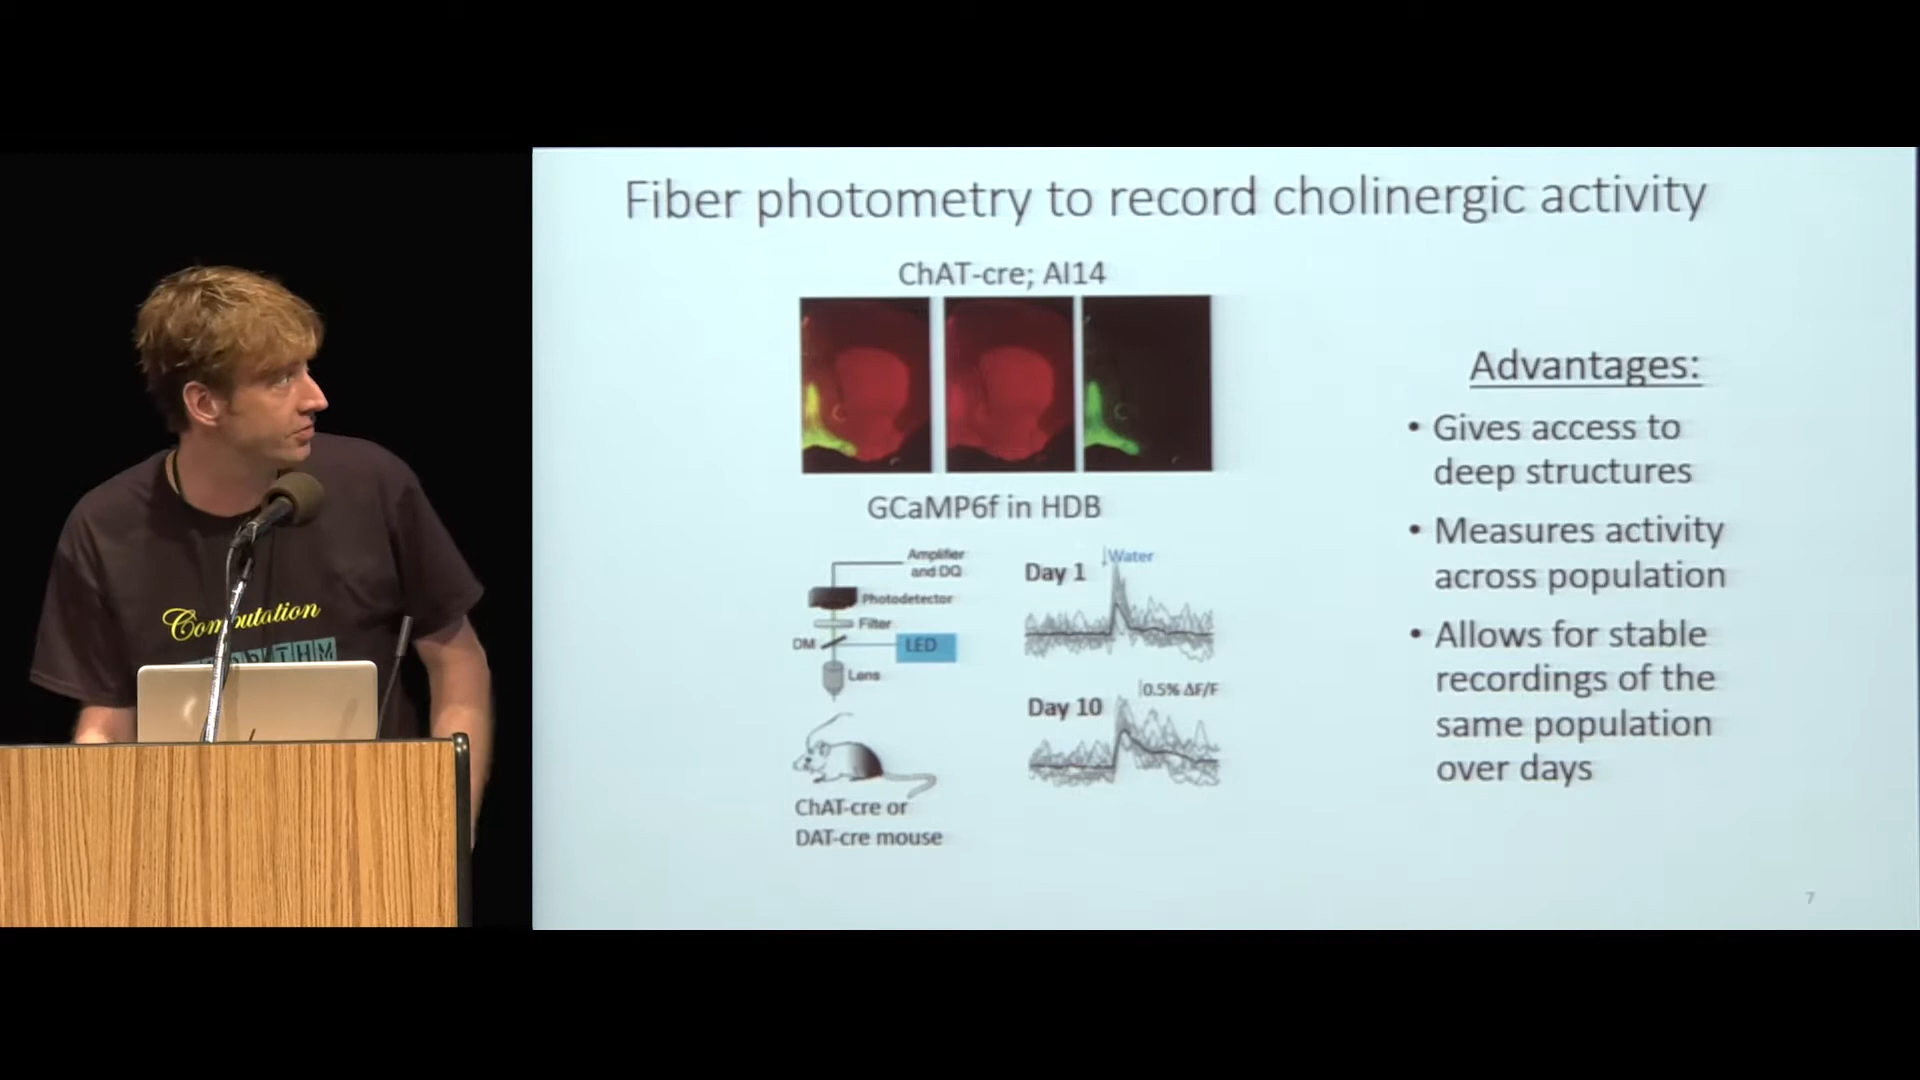 Fiber photometry to record cholinergic activity
ChAT-cre; AI14
GCaMP6f in HDB
Amplifier
and DQ
Photodetector
Filter
DM
LED
Lens
ChAT-cre or
DAT-cre mouse
Water
Day 1
0.5% ΔF/F
Day 10
Advantages:
• Gives access to
deep structures
• Measures activity
across population
• Allows for stable
recordings of the
same population
over days
7
Computation